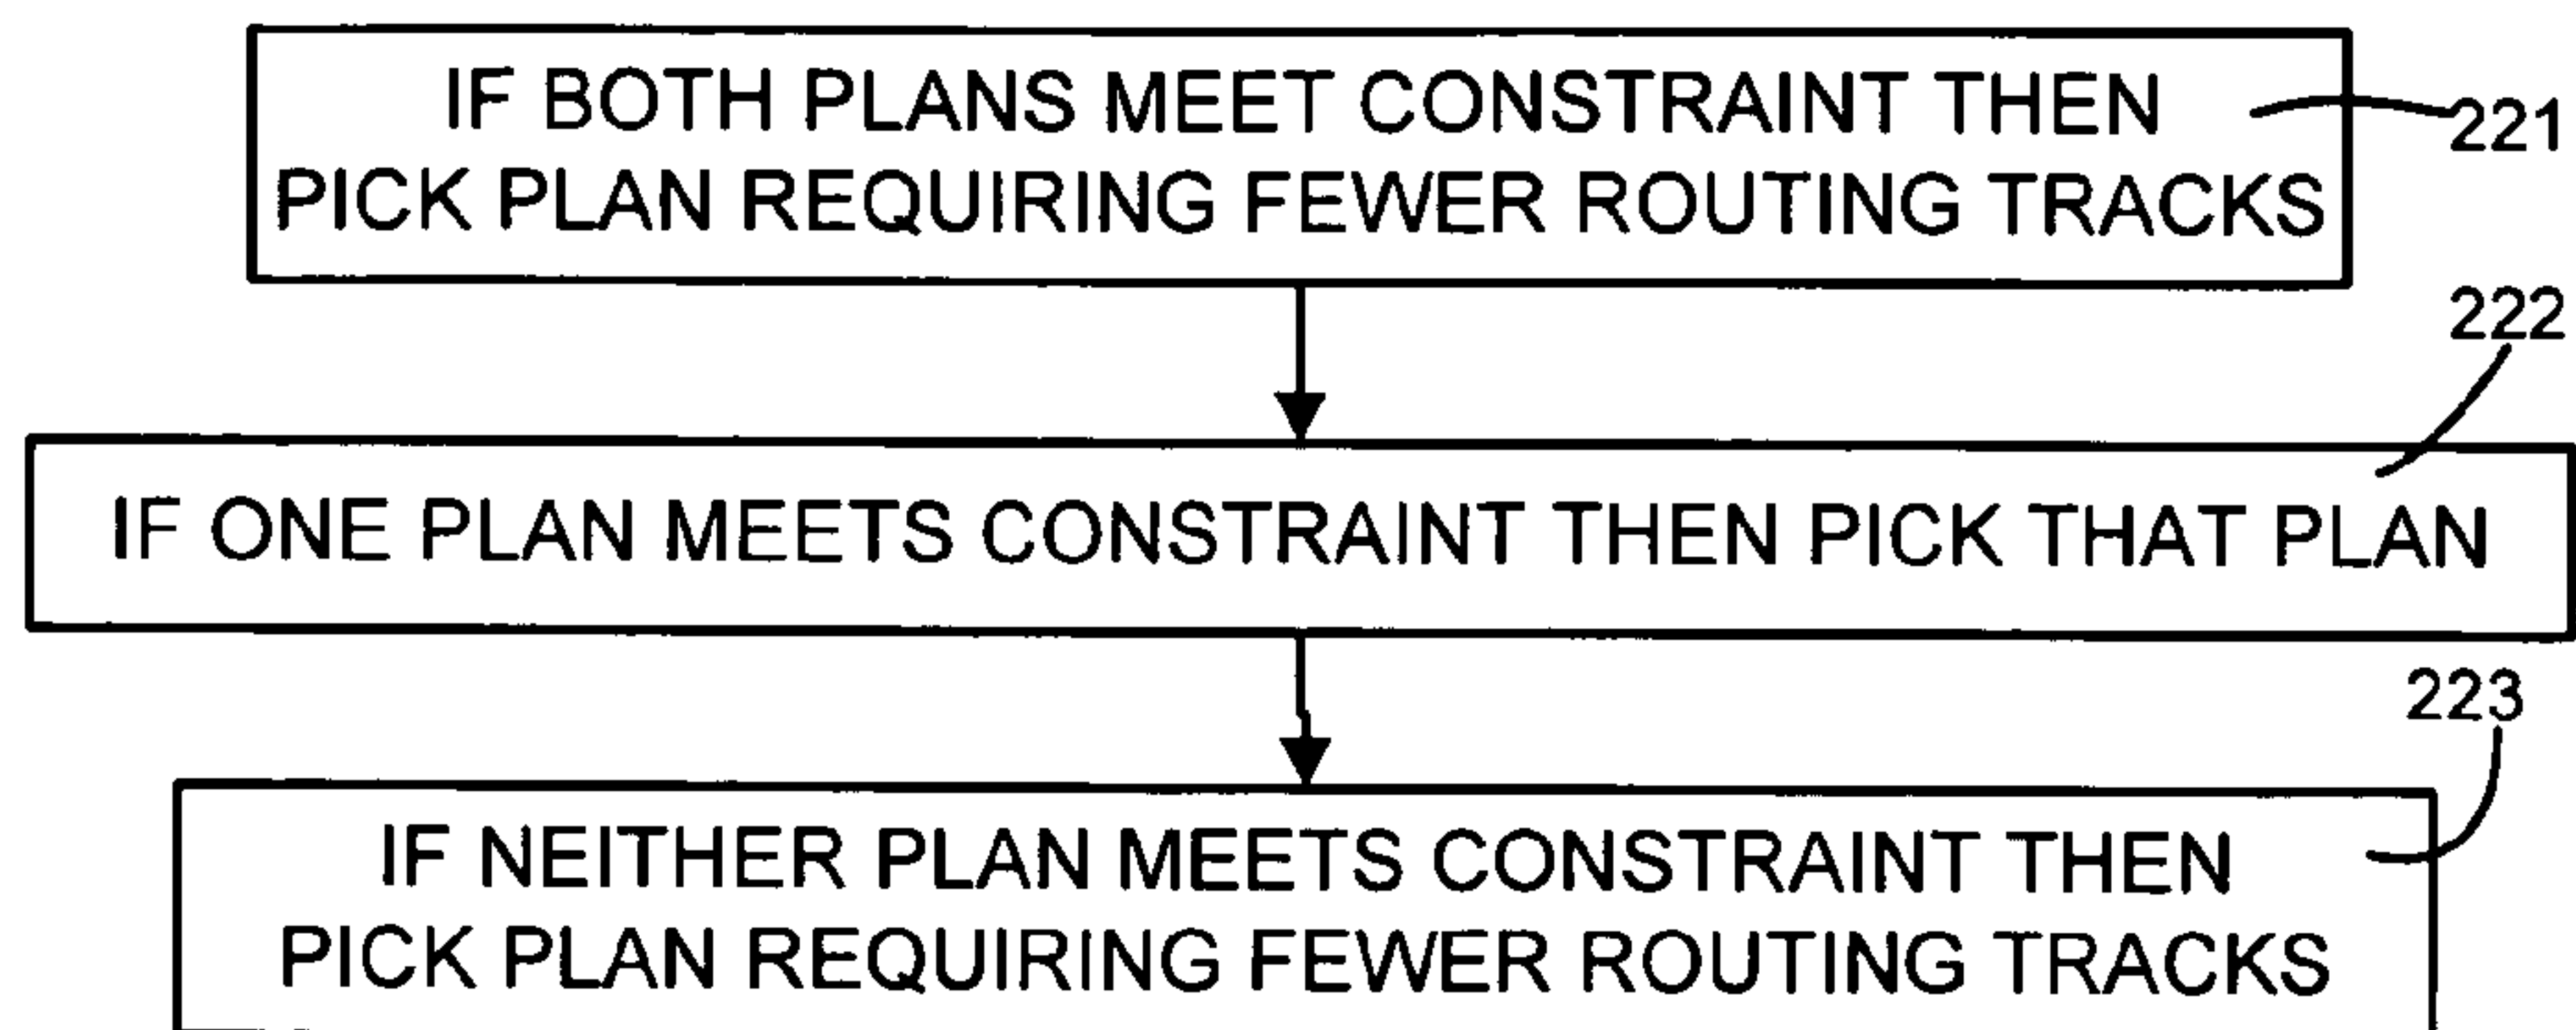 IF BOTH PLANS MEET CONSTRAINT THEN
PICK PLAN REQUIRING FEWER ROUTING TRACKS
221
222
IF ONE PLAN MEETS CONSTRAINT THEN PICK THAT PLAN
223
IF NEITHER PLAN MEETS CONSTRAINT THEN
PICK PLAN REQUIRING FEWER ROUTING TRACKS